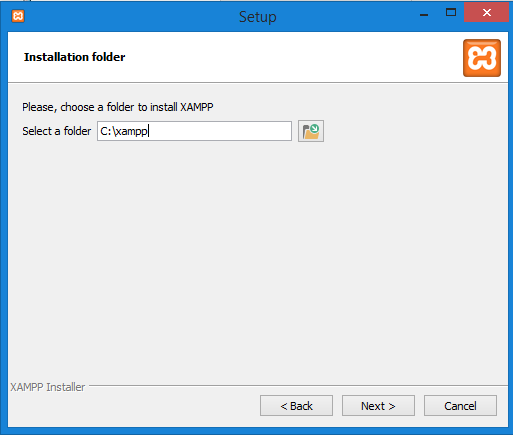 Setup
Installation folder
Please, choose a folder to install XAMPP
Select a folder C:\xampp
XAMPP Installer
< Back Next > Cancel